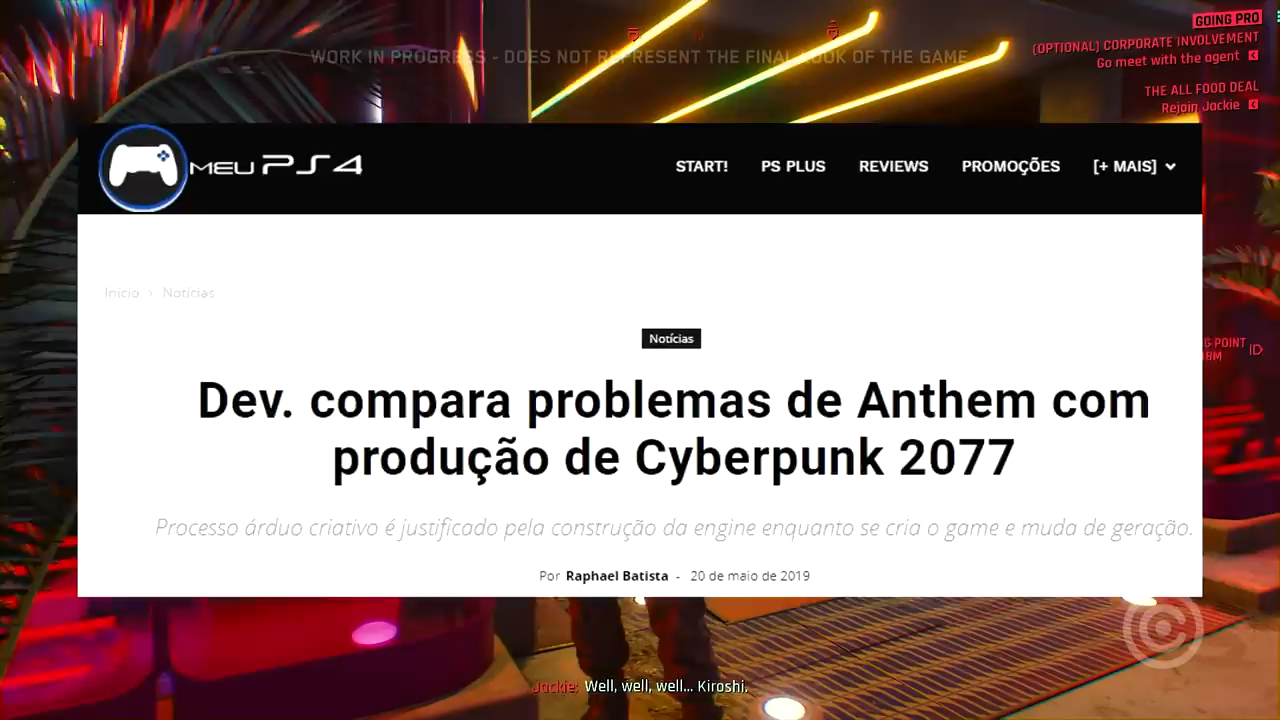 GOING PRO
(OPTIONAL) CORPORATE INVOLVEMENT
Go meet with the agent
THE ALL FOOD DEAL
Rejoin Jackie
WORK IN PROGRESS - DOES NOT REPRESENT THE FINAL LOOK OF THE GAME
MEU PS4
START! PS PLUS REVIEWS PROMOÇÕES [+ MAIS]
Início › Notícias
Notícias
Dev. compara problemas de Anthem com
produção de Cyberpunk 2077
Processo árduo criativo é justificado pela construção da engine enquanto se cria o game e muda de geração.
Por Raphael Batista - 20 de maio de 2019
POINT
Jackie: Well, well, well... Kiroshi.